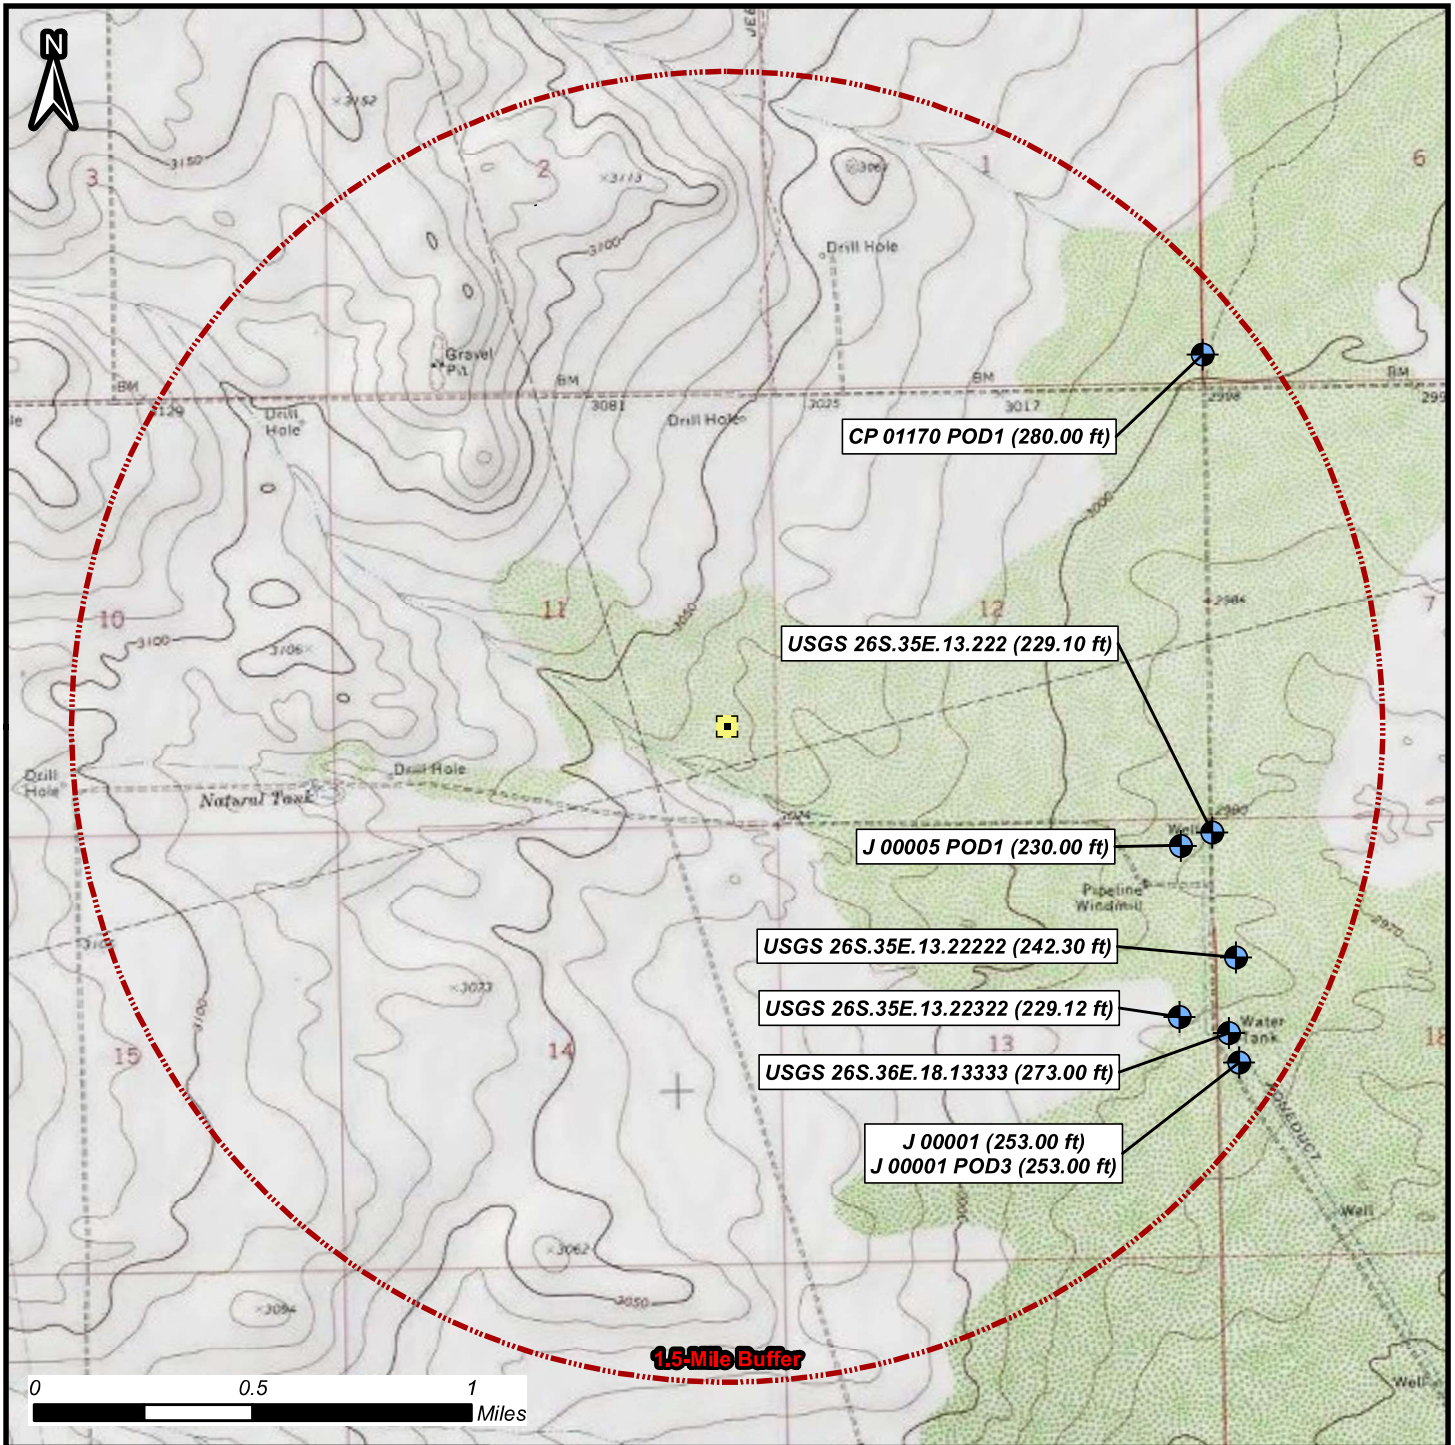 N
×3152
3150
3
2
×3113
1
6
3100
Drill Hole
Gravel
Pit
BM
BM
BM
BM
3129
3081
3025
3017
2998
Drill
Hole
Drill Hole
CP 01170 POD1 (280.00 ft)
3000
10
11
12
7
2984
3100
3106×
3050
USGS 26S.35E.13.222 (229.10 ft)
Drill
Hole
Drill Hole
Natural Tank
3024
2980
Well
J 00005 POD1 (230.00 ft)
Pipeline
Windmill
2970
USGS 26S.35E.13.22222 (242.30 ft)
×3073
3100
USGS 26S.35E.13.22322 (229.12 ft)
Water
Tank
15
14
13
18
USGS 26S.36E.18.13333 (273.00 ft)
J 00001 (253.00 ft)
J 00001 POD3 (253.00 ft)
3000
Well
×3062
3050
×3094
1.5-Mile Buffer
Well
0 0.5 1
Miles